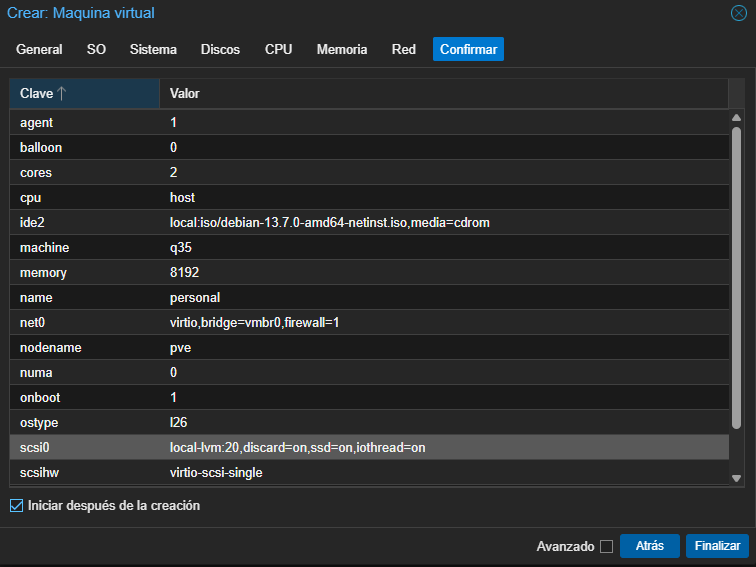 Crear: Maquina virtual
General SO Sistema Discos CPU Memoria Red Confirmar
Clave ↑ Valor
agent 1
balloon 0
cores 2
cpu host
ide2 local:iso/debian-13.7.0-amd64-netinst.iso,media=cdrom
machine q35
memory 8192
name personal
net0 virtio,bridge=vmbr0,firewall=1
nodename pve
numa 0
onboot 1
ostype l26
scsi0 local-lvm:20,discard=on,ssd=on,iothread=on
scsihw virtio-scsi-single
Iniciar después de la creación
Avanzado Atrás Finalizar